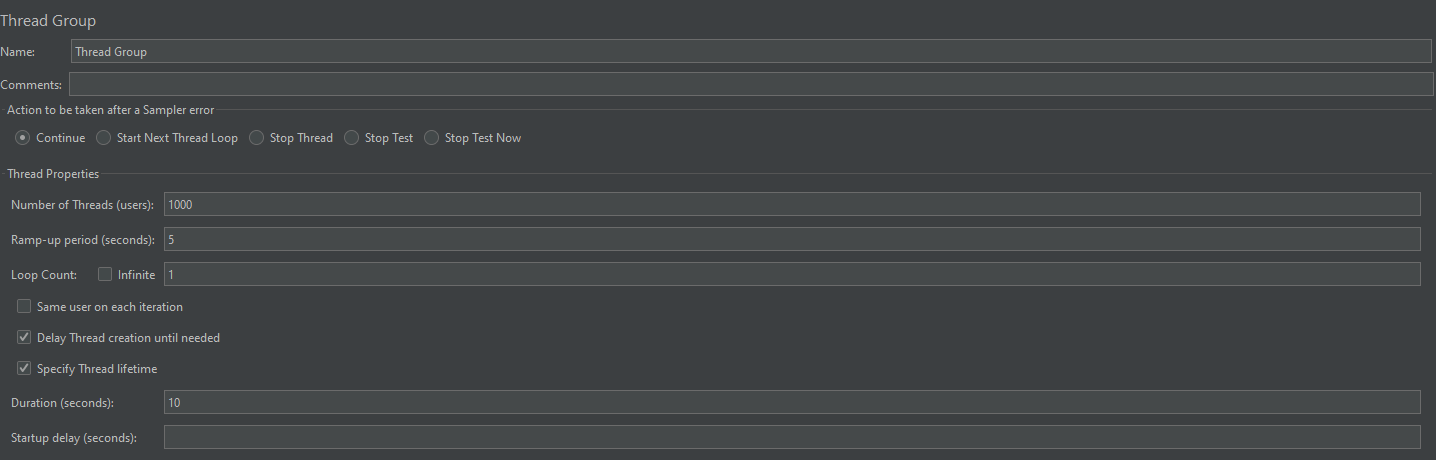 Thread Group
Name: Thread Group
Comments:
Action to be taken after a Sampler error
Continue Start Next Thread Loop Stop Thread Stop Test Stop Test Now
Thread Properties
Number of Threads (users): 1000
Ramp-up period (seconds): 5
Loop Count: Infinite 1
Same user on each iteration
Delay Thread creation until needed
Specify Thread lifetime
Duration (seconds): 10
Startup delay (seconds):